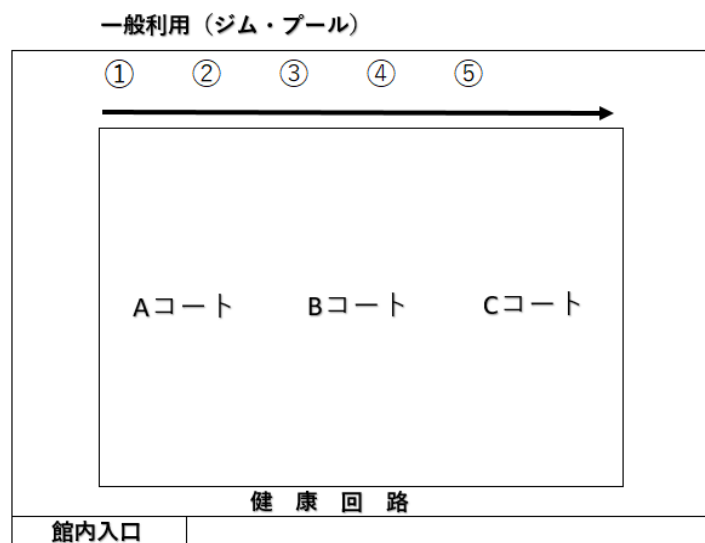 一般利用（ジム・プール）
① ② ③ ④ ⑤
Aコート Bコート Cコート
健 康 回 路
館内入口